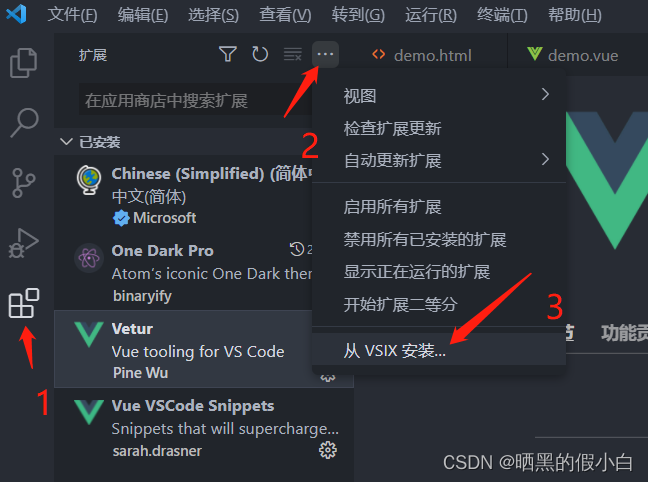 文件(F) 编辑(E) 选择(S) 查看(V) 转到(G) 运行(R) 终端(T) 帮助(H)
扩展
demo.html
demo.vue
在应用商店中搜索扩展
已安装
Chinese (Simplified) (简体中
中文(简体)
Microsoft
One Dark Pro
2
Atom's iconic One Dark them
binaryify
Vetur
Vue tooling for VS Code
Pine Wu
Vue VSCode Snippets
Snippets that will supercharge...
sarah.drasner
视图
检查扩展更新
自动更新扩展
启用所有扩展
禁用所有已安装的扩展
显示正在运行的扩展
开始扩展二等分
从 VSIX 安装...
功能贡
1
2
3
CSDN @晒黑的假小白